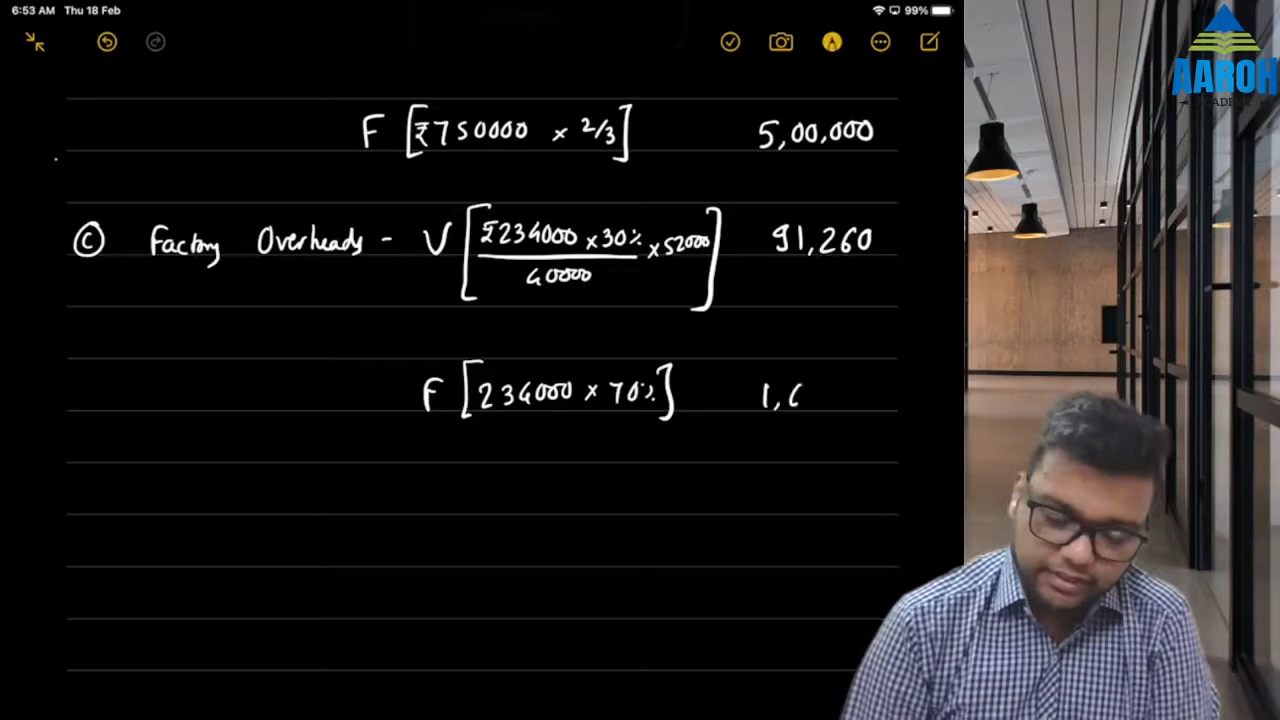 6:53 AM Thu 18 Feb
99%
AAROH
ACADEMY
F [₹750000 × 2/3] 5,00,000
Ⓒ Factory Overheads - V [₹234000 × 30% / 40000 × 52000] 91,260
F [234000 × 70%] 1,6